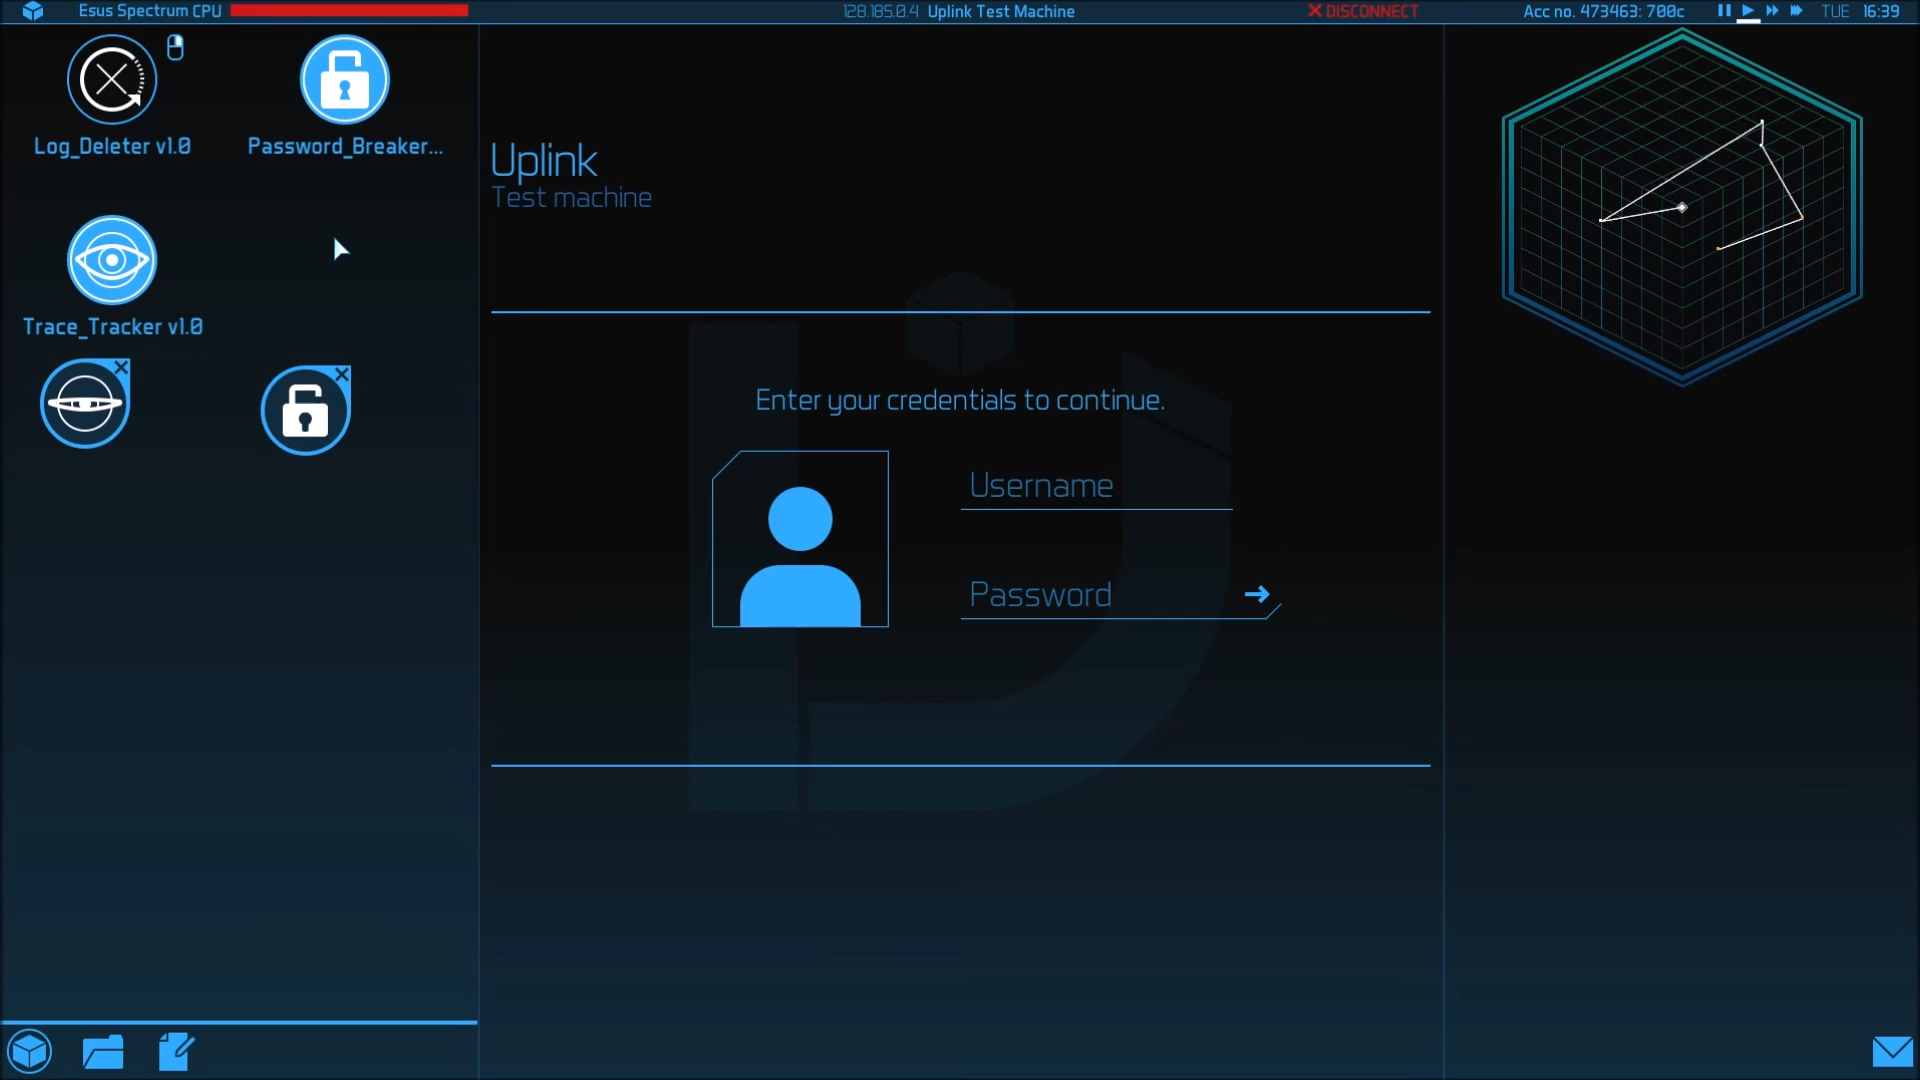 Esus Spectrum CPU
128.185.0.4 Uplink Test Machine
DISCONNECT
Acc no. 473463: 700c
TUE 16:39
Log_Deleter v1.0
Password_Breaker...
Uplink
Test machine
Trace_Tracker v1.0
Enter your credentials to continue.
Username
Password